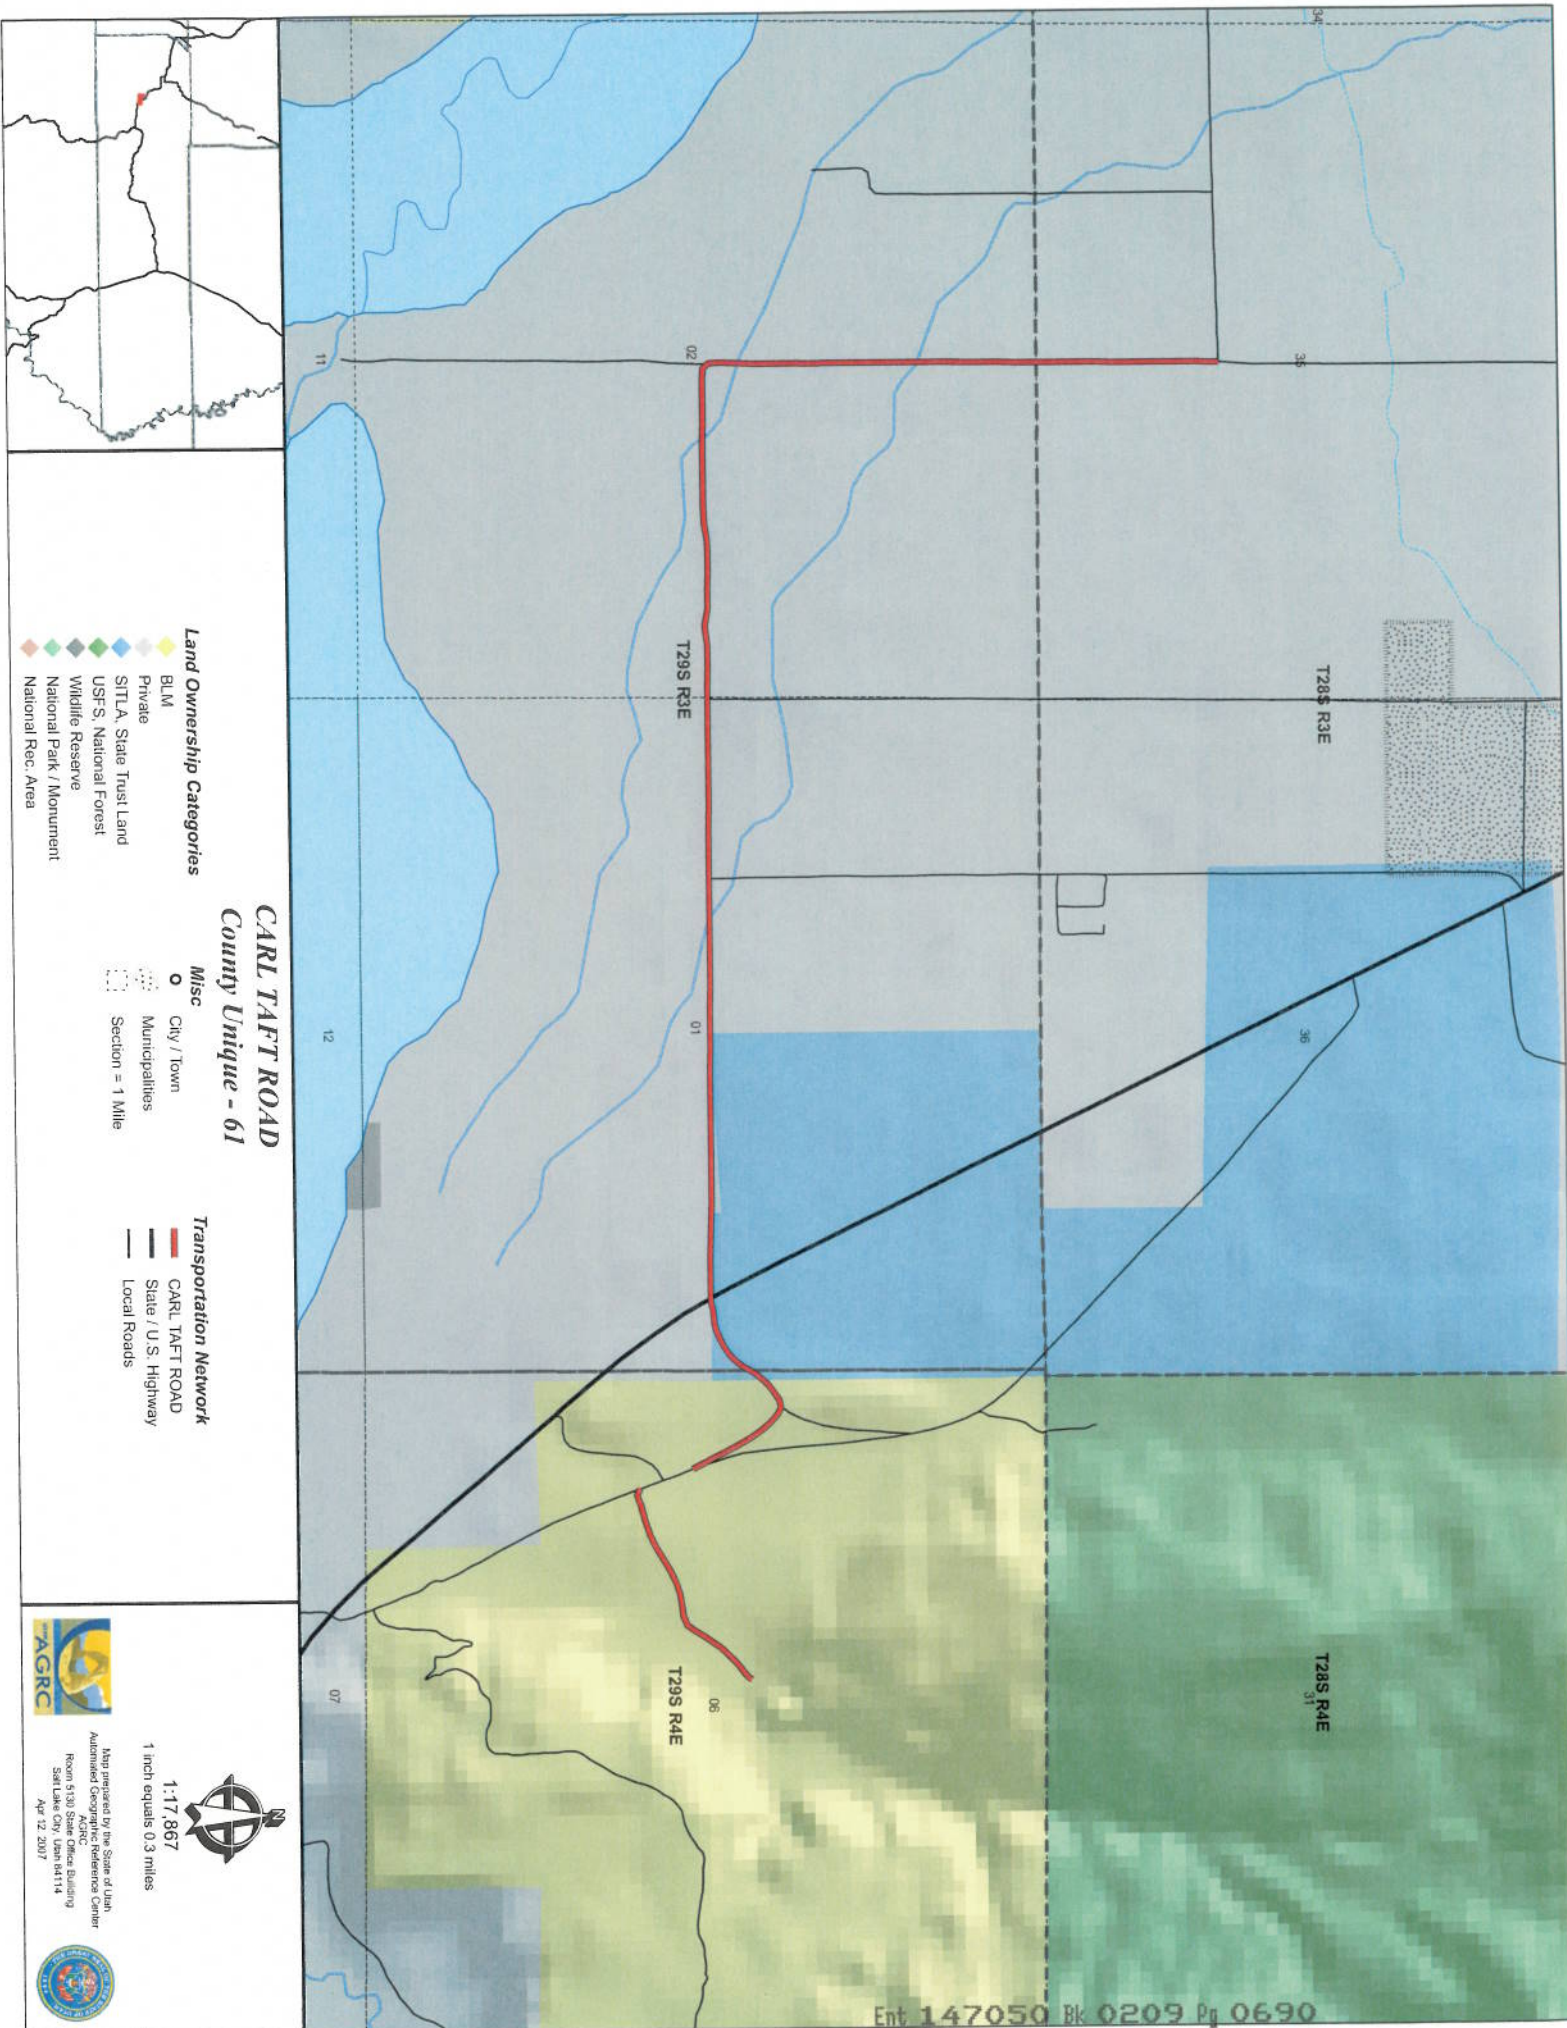 34
35
36
31
T28S R3E
T28S R4E
02
01
06
T29S R3E
T29S R4E
11
12
07
CARL TAFT ROAD
County Unique - 61
Land Ownership Categories
BLM
Private
SITLA, State Trust Land
USFS, National Forest
Wildlife Reserve
National Park / Monument
National Rec. Area
Misc
City / Town
Municipalities
Section = 1 Mile
Transportation Network
CARL TAFT ROAD
State / U.S. Highway
Local Roads
N
1:17,867
1 inch equals 0.3 miles
AGRC
Map prepared by the State of Utah
Automated Geographic Reference Center
AGRC
Room 5130 State Office Building
Salt Lake City, Utah 84114
Apr 12, 2007
Ent 147050 Bk 0209 Pg 0690